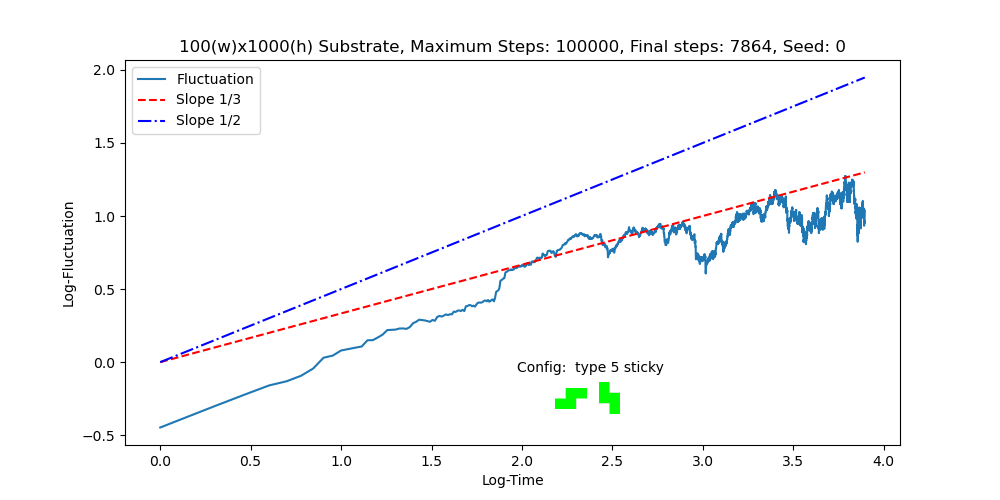 100(w)x1000(h) Substrate, Maximum Steps: 100000, Final steps: 7864, Seed: 0
2.0
1.5
1.0
0.5
0.0
−0.5
Log-Fluctuation
Fluctuation
Slope 1/3
Slope 1/2
Config:  type 5 sticky
0.0 0.5 1.0 1.5 2.0 2.5 3.0 3.5 4.0
Log-Time